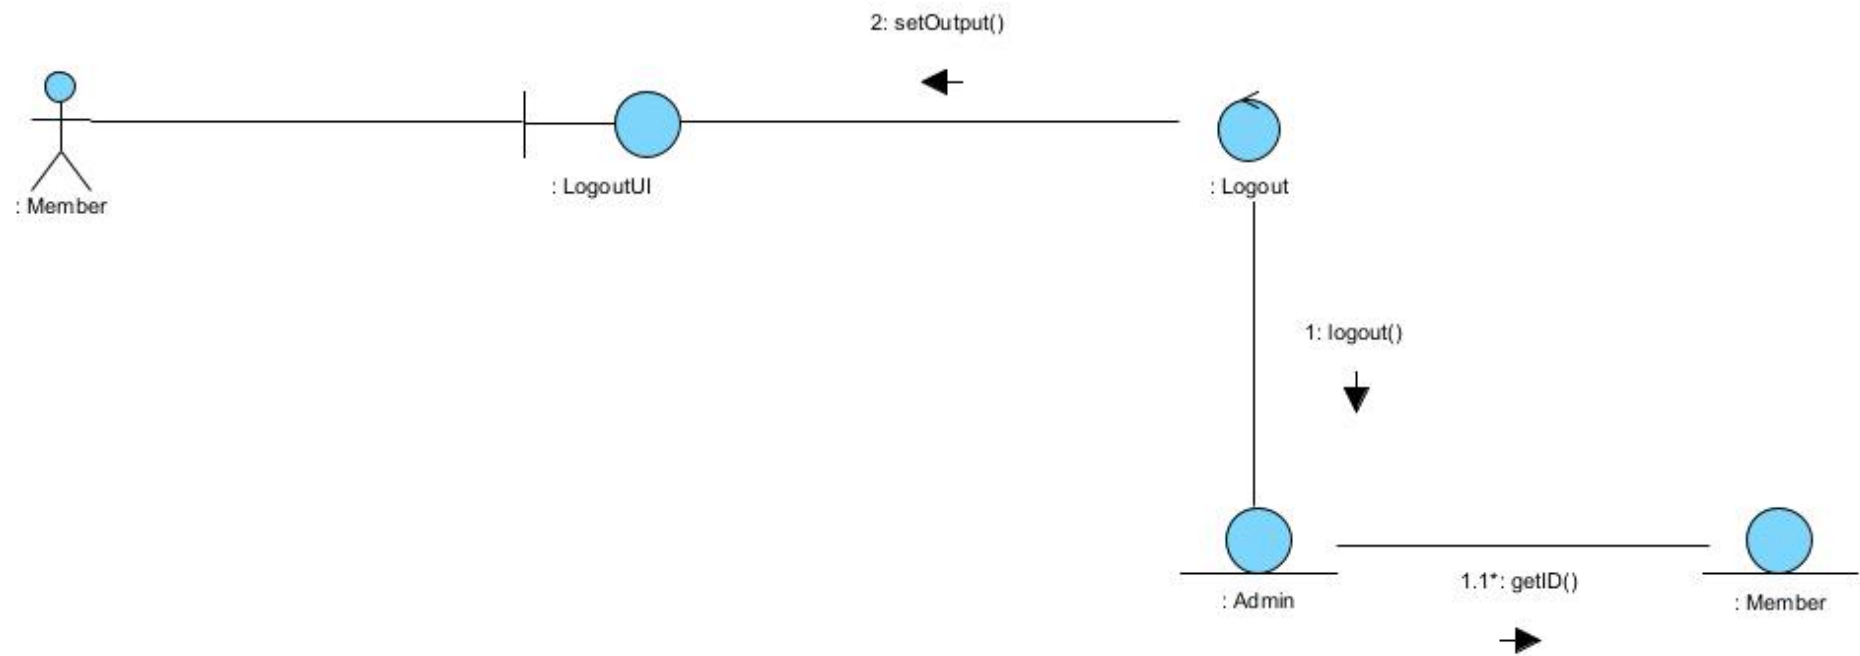 2: setOutput()
: Member
: LogoutUI
: Logout
1: logout()
1.1*: getID()
: Admin
: Member